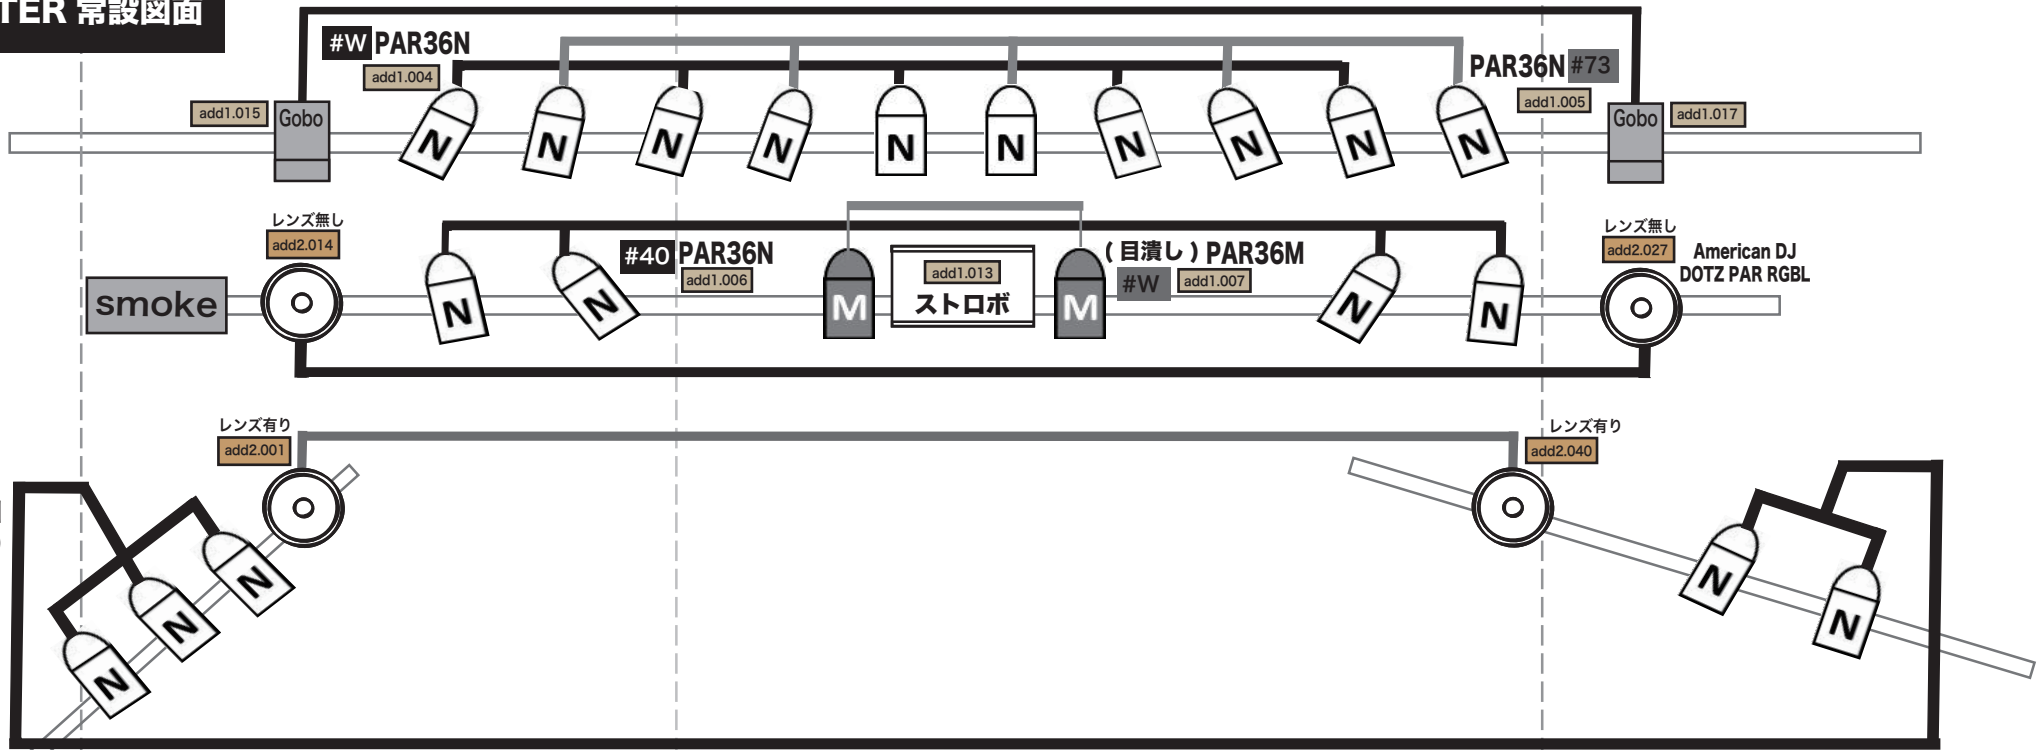 TER 常設図面
#W PAR36N
add1.004
PAR36N #73
add1.005
add1.015
Gobo
Gobo
add1.017
N N N N N N N N N N
レンズ無し
add2.014
レンズ無し
add2.027
American DJ
DOTZ PAR RGBL
#40 PAR36N
add1.006
(目潰し) PAR36M
#W add1.007
add1.013
ストロボ
smoke
N N M M N N
レンズ有り
add2.001
レンズ有り
add2.040
N N N N N